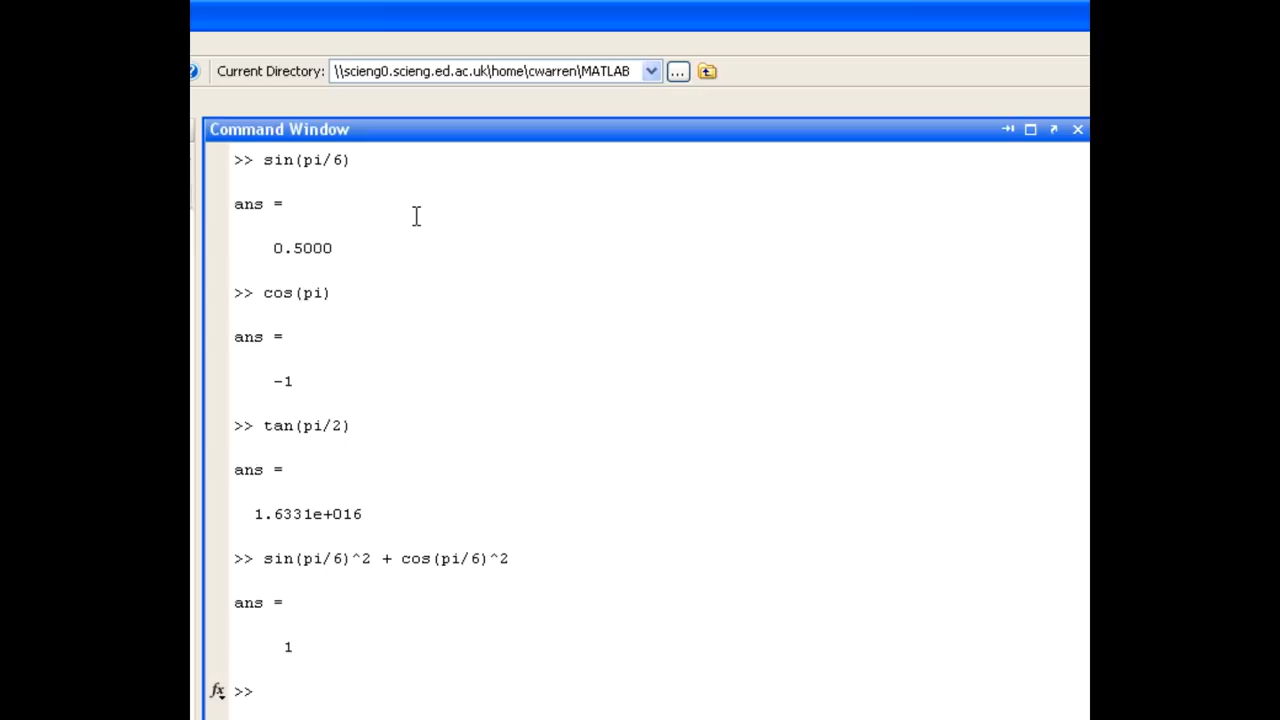 Current Directory: \\scieng0.scieng.ed.ac.uk\home\cwarren\MATLAB ...
Command Window
>> sin(pi/6)
ans =
0.5000
>> cos(pi)
ans =
-1
>> tan(pi/2)
ans =
1.6331e+016
>> sin(pi/6)^2 + cos(pi/6)^2
ans =
1
fx >>